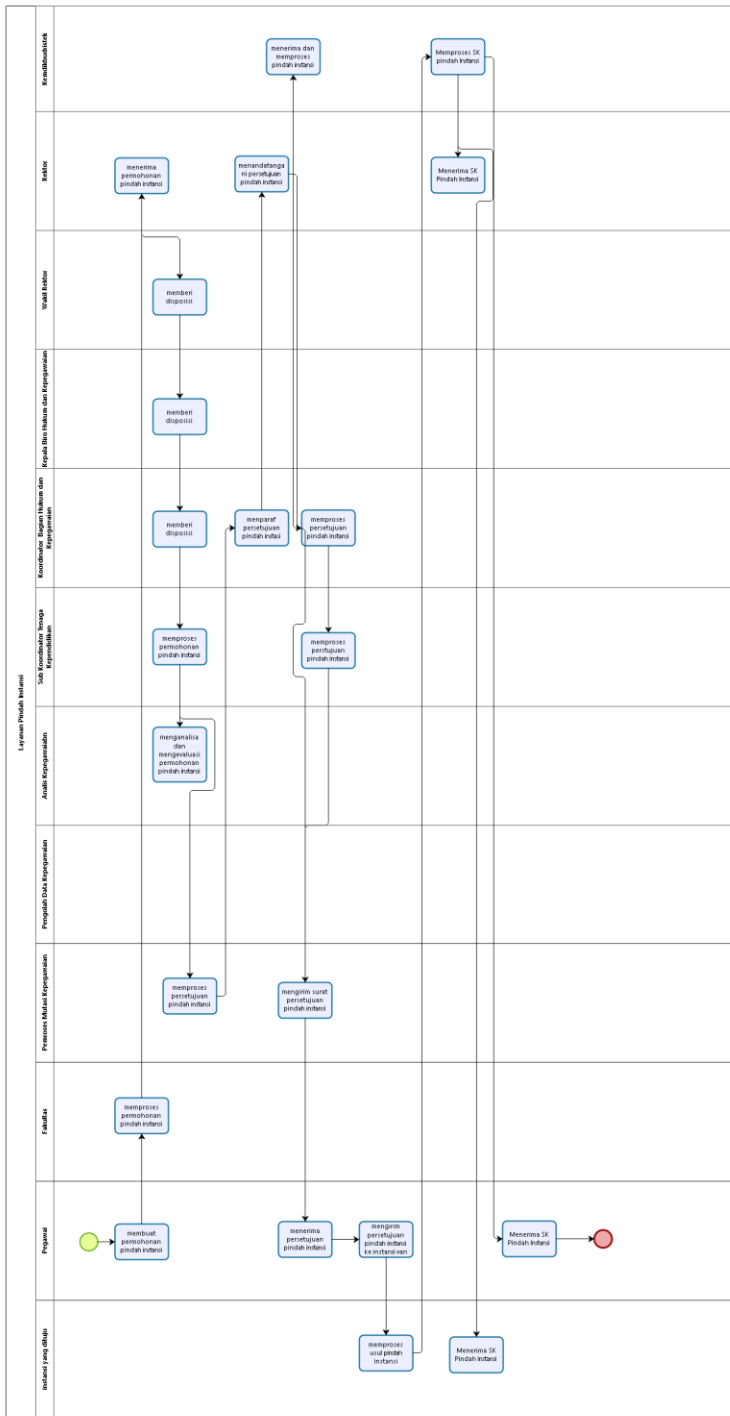 Layanan Pindah Instansi
Kemdikbudristek
menerima dan
memproses
pindah instansi
Memproses SK
pindah Instansi
Rektor
menerima
permohonan
pindah instansi
menandatanga
ni persetujuan
pindah instansi
Menerima SK
Pindah Instansi
Wakil Rektor
memberi
disposisi
Kepala Biro Hukum dan Kepegawaian
memberi
disposisi
Koordinator Bagian Hukum dan
Kepegawaian
memberi
disposisi
menparaf
persetujuan
pindah instasi
memproses
persetujuan
pindah instansi
Sub Koordinator Tenaga
Kependidikan
memproses
permohonan
pindah instansi
memproses
perstujuan
pindah instansi
Analis Kepegawaiabn
menganalisa
dan
mengevaluasi
permohonan
pindah instansi
Pengolah Data Kepegawaian
Pemroses Mutasi Kepegawaian
memproses
persetujuan
pindah instansi
mengirim surat
persetujuan
pindah instansi
Fakultas
memproses
permohonan
pindah instansi
Pegawai
membuat
permohonan
pindah instansi
menerima
persetujuan
pindah instansi
mengirim
persetujuan
pindah instansi
ke instansi van
Menerima SK
Pindah Instansi
instansi yang dituju
memproses
usul pindah
instansi
Menerima SK
Pindah Instansi